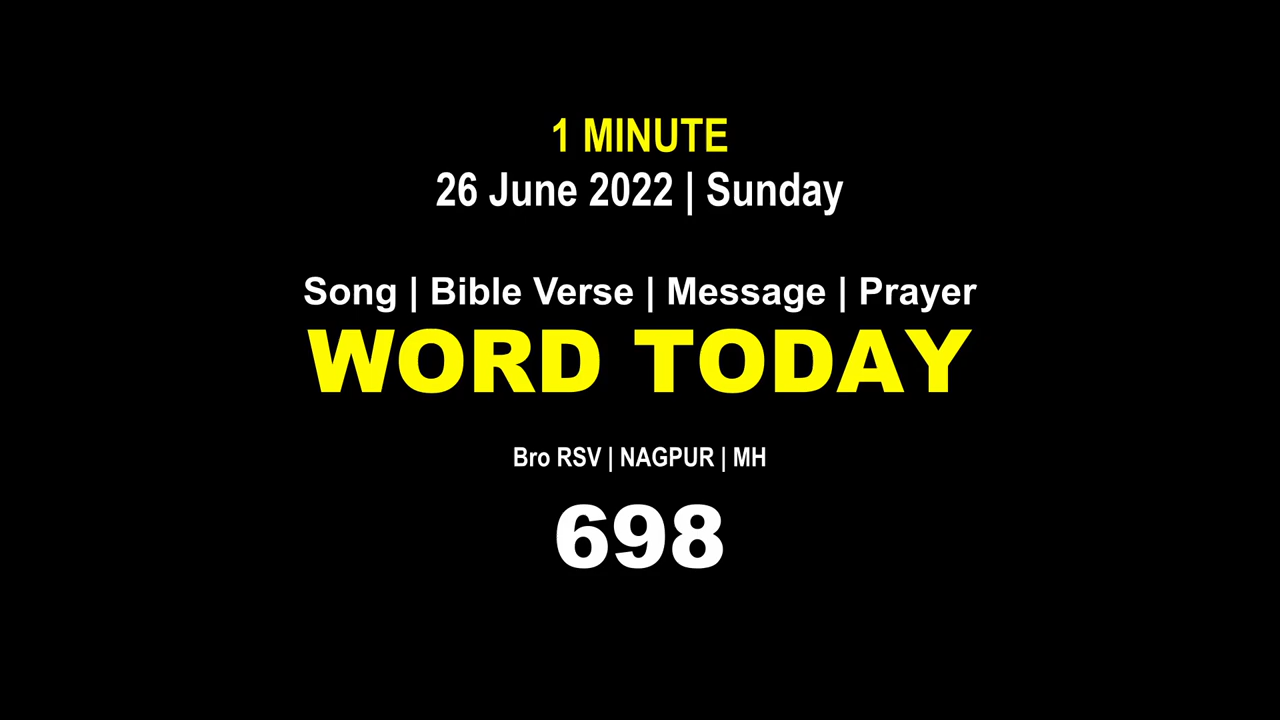 1 MINUTE
26 June 2022 | Sunday
Song | Bible Verse | Message | Prayer
WORD TODAY
Bro RSV | NAGPUR | MH
698